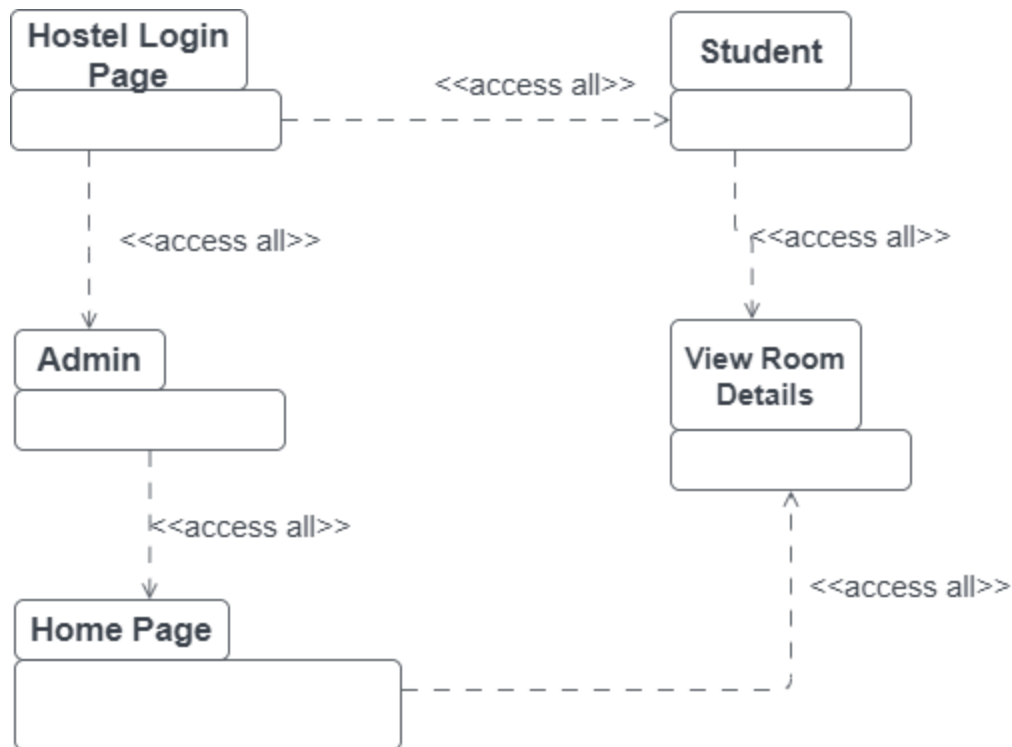 Hostel Login
Page
<<access all>>
Student
<<access all>>
<<access all>>
Admin
View Room
Details
<<access all>>
<<access all>>
Home Page